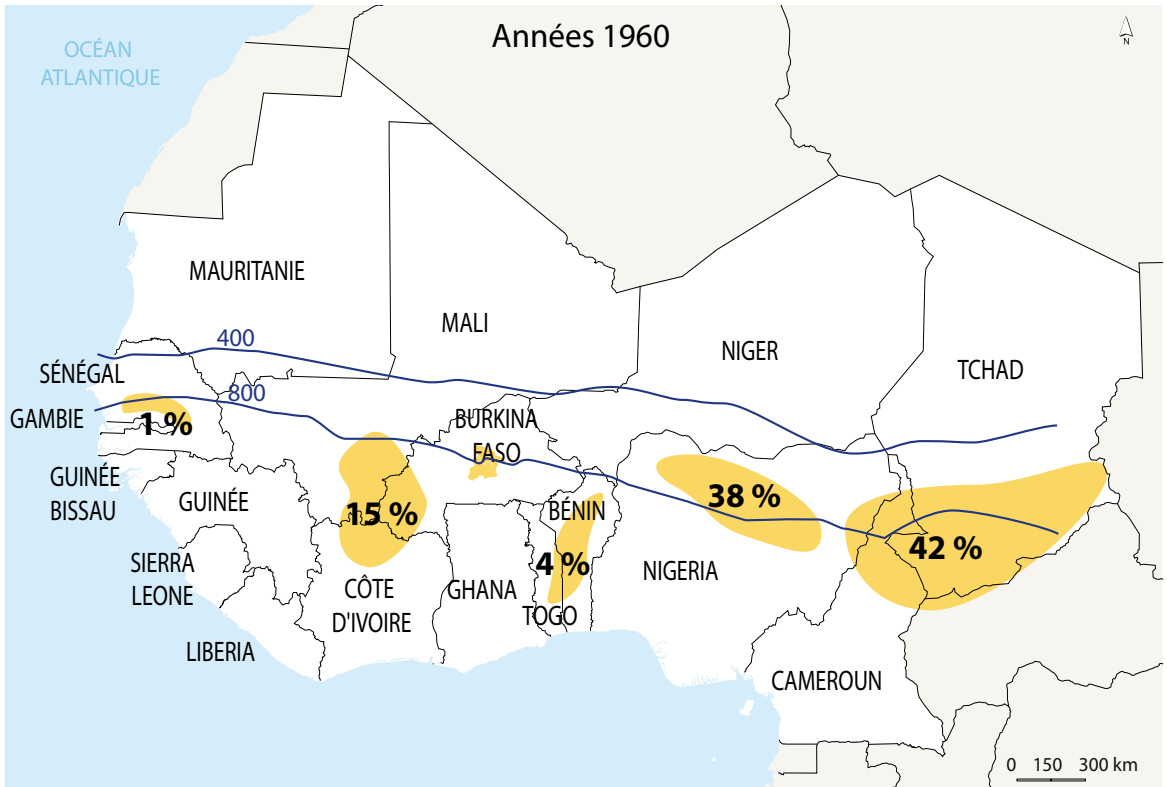 Années 1960
N
OCÉAN
ATLANTIQUE
MAURITANIE
MALI
NIGER
TCHAD
400
SÉNÉGAL
800
GAMBIE
1 %
BURKINA
FASO
GUINÉE
BISSAU
GUINÉE
15 %
BÉNIN
38 %
42 %
SIERRA
LEONE
CÔTE
D'IVOIRE
GHANA
4 %
TOGO
NIGERIA
LIBERIA
CAMEROUN
0 150 300 km